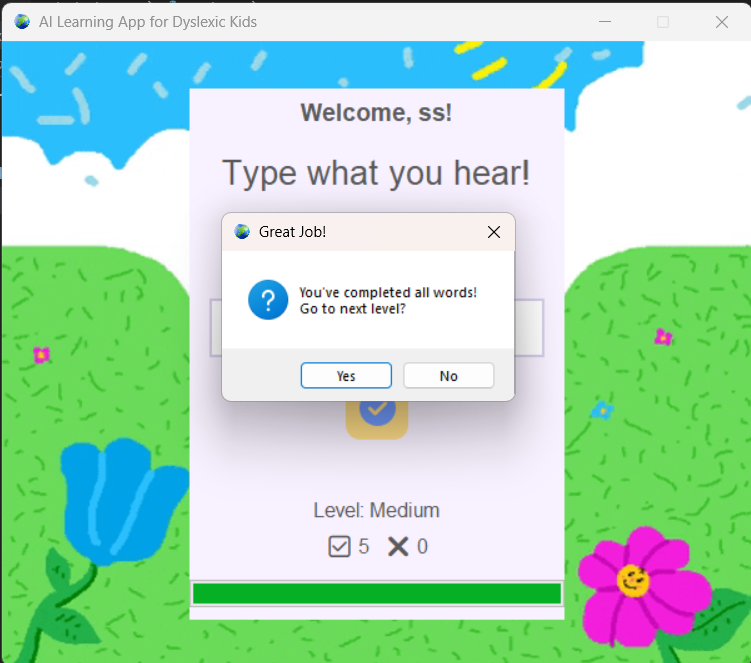 AI Learning App for Dyslexic Kids
Welcome, ss!
Type what you hear!
Great Job!
You've completed all words!
Go to next level?
Yes No
Level: Medium
5 0